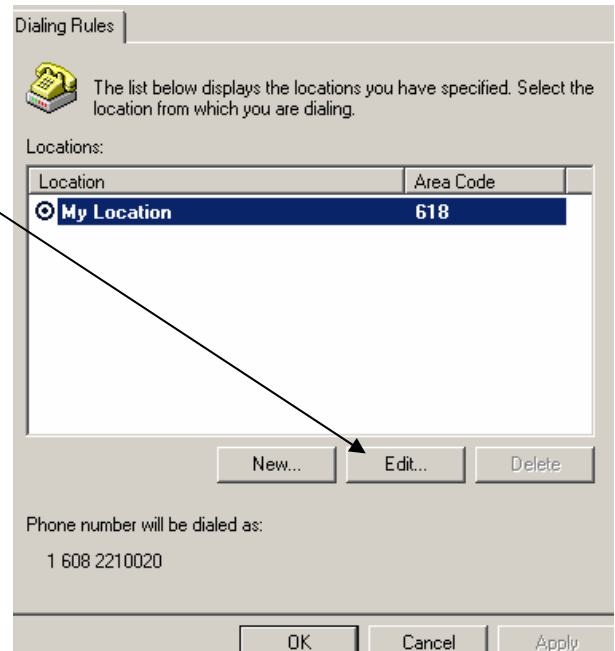 Dialing Rules
The list below displays the locations you have specified. Select the
location from which you are dialing.
Locations:
Location Area Code
My Location 618
New... Edit... Delete
Phone number will be dialed as:
1 608 2210020
OK Cancel Apply